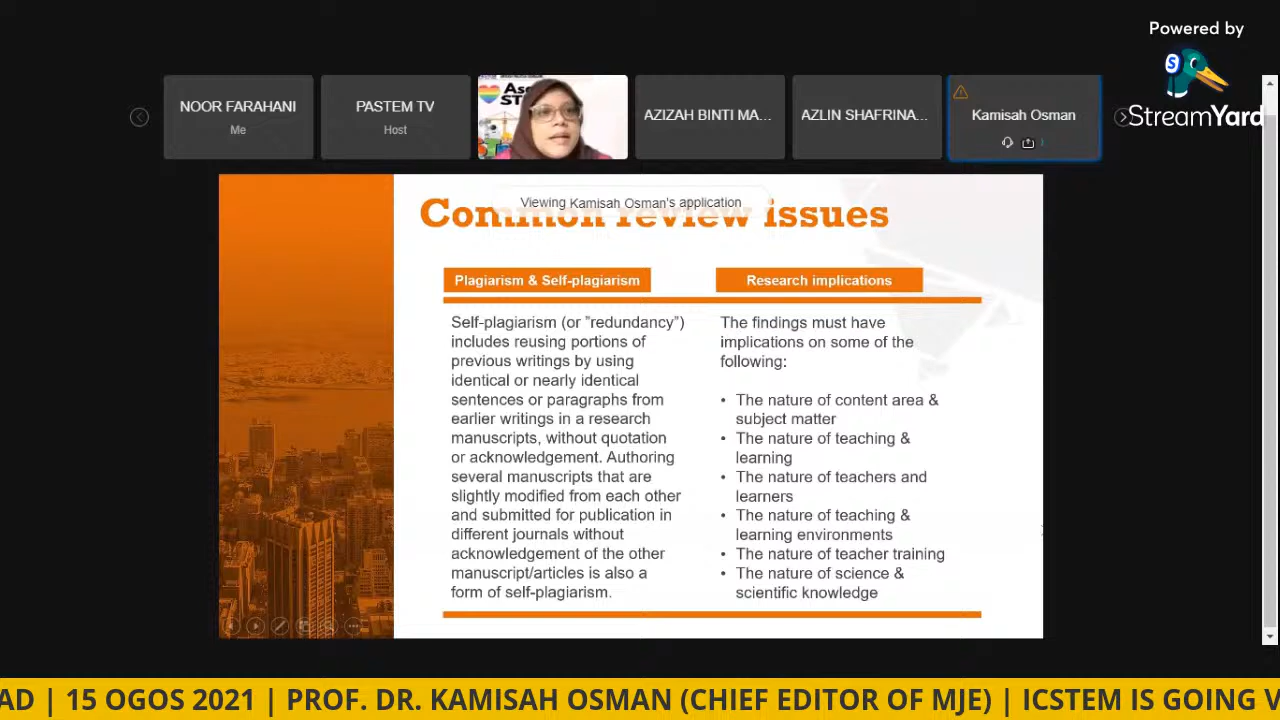 Powered by
StreamYard
NOOR FARAHANI
Me
PASTEM TV
Host
AZIZAH BINTI MA...
AZLIN SHAFRINA...
Kamisah Osman
Viewing Kamisah Osman's application
Common review issues
Plagiarism & Self-plagiarism
Self-plagiarism (or "redundancy")
includes reusing portions of
previous writings by using
identical or nearly identical
sentences or paragraphs from
earlier writings in a research
manuscripts, without quotation
or acknowledgement. Authoring
several manuscripts that are
slightly modified from each other
and submitted for publication in
different journals without
acknowledgement of the other
manuscript/articles is also a
form of self-plagiarism.
Research implications
The findings must have
implications on some of the
following:
• The nature of content area &
subject matter
• The nature of teaching &
learning
• The nature of teachers and
learners
• The nature of teaching &
learning environments
• The nature of teacher training
• The nature of science &
scientific knowledge
AD | 15 OGOS 2021 | PROF. DR. KAMISAH OSMAN (CHIEF EDITOR OF MJE) | ICSTEM IS GOING V